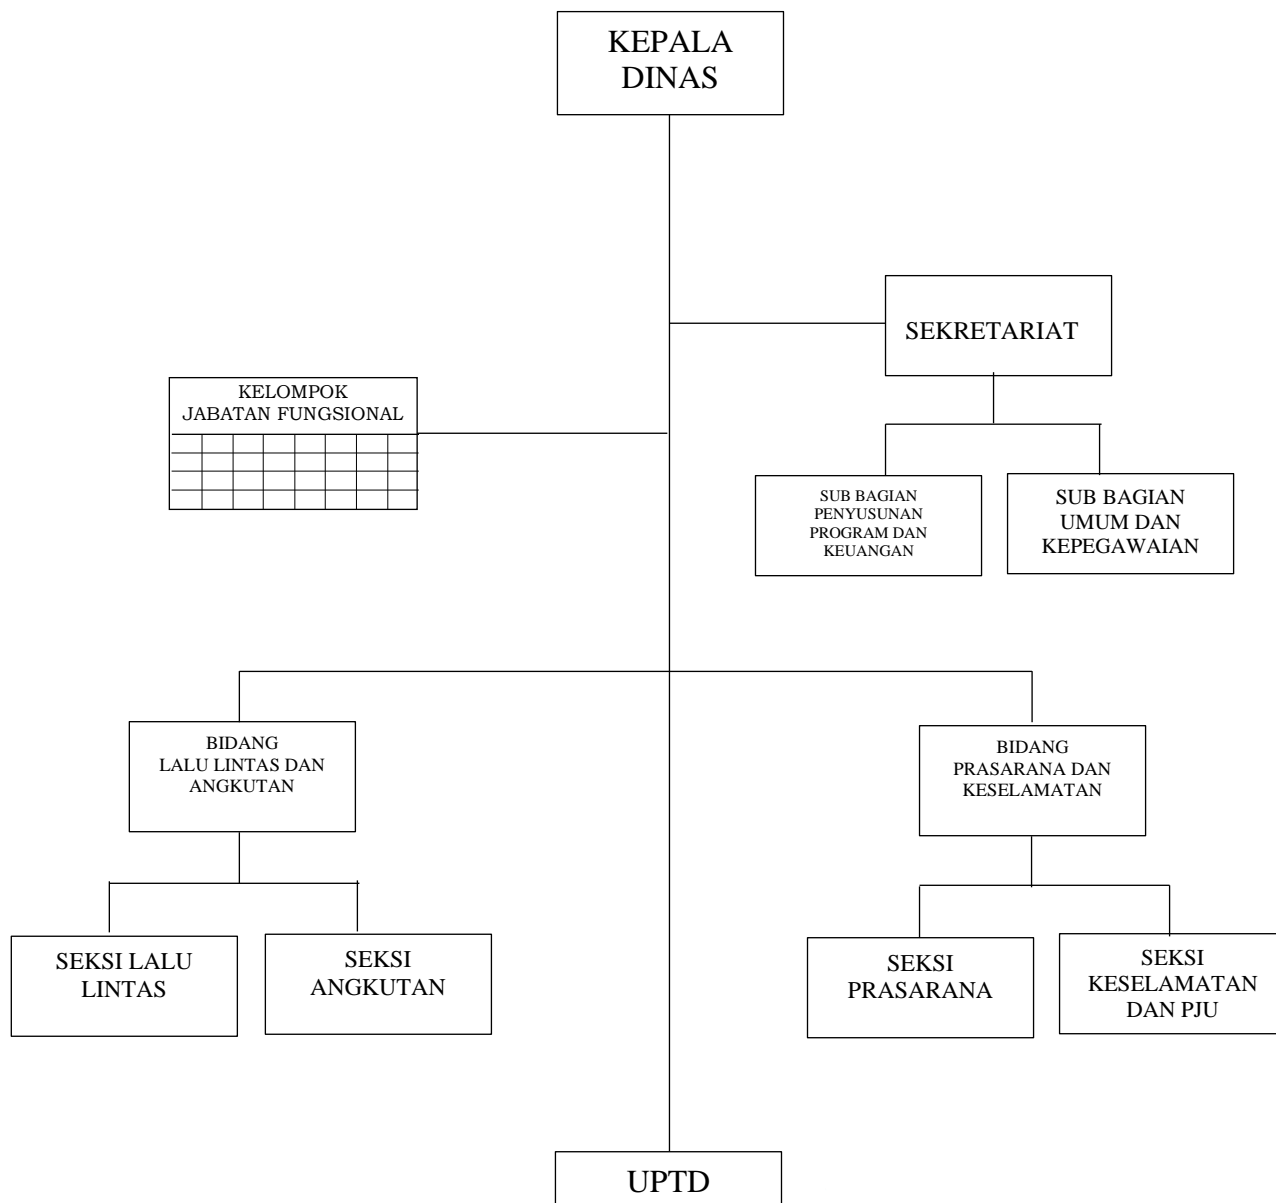 KEPALA
DINAS
SEKRETARIAT
KELOMPOK
JABATAN FUNGSIONAL
SUB BAGIAN
PENYUSUNAN
PROGRAM DAN
KEUANGAN
SUB BAGIAN
UMUM DAN
KEPEGAWAIAN
BIDANG
LALU LINTAS DAN
ANGKUTAN
BIDANG
PRASARANA DAN
KESELAMATAN
SEKSI LALU
LINTAS
SEKSI
ANGKUTAN
SEKSI
PRASARANA
SEKSI
KESELAMATAN
DAN PJU
UPTD